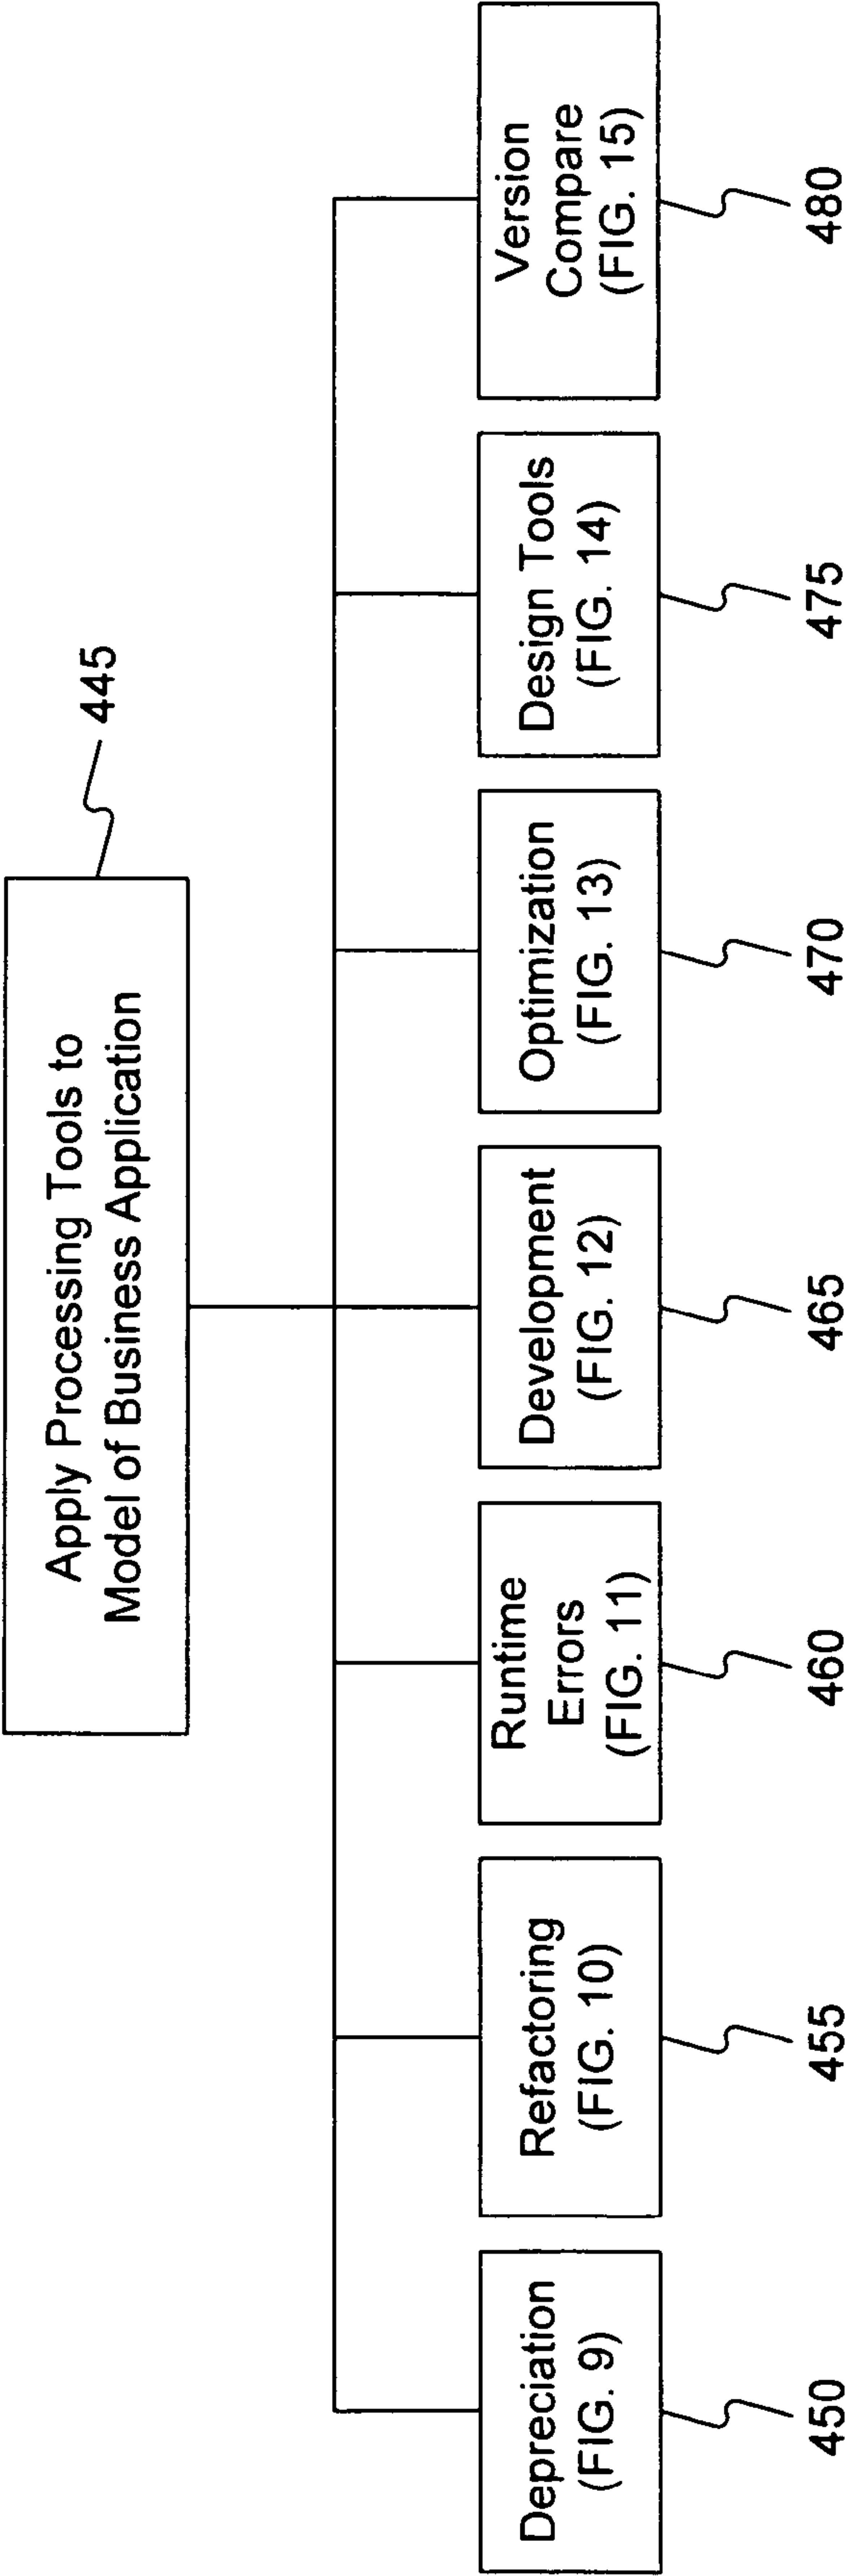 445
Apply Processing Tools to
Model of Business Application
Depreciation
(FIG. 9)
450
Refactoring
(FIG. 10)
455
Runtime
Errors
(FIG. 11)
460
Development
(FIG. 12)
465
Optimization
(FIG. 13)
470
Design Tools
(FIG. 14)
475
Version
Compare
(FIG. 15)
480